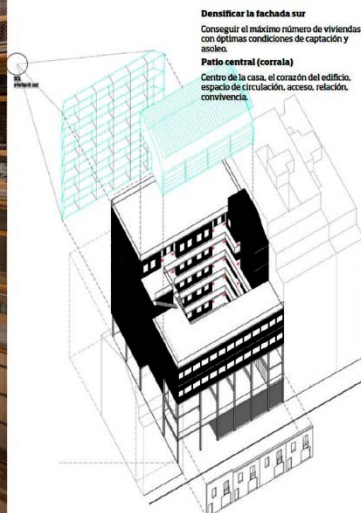 Densificar la fachada sur
Conseguir el máximo número de viviendas
con óptimas condiciones de captación y
asoleo.
Patio central (corrala)
Centro de la casa, el corazón del edificio,
espacio de circulación, acceso, relación,
convivencia.